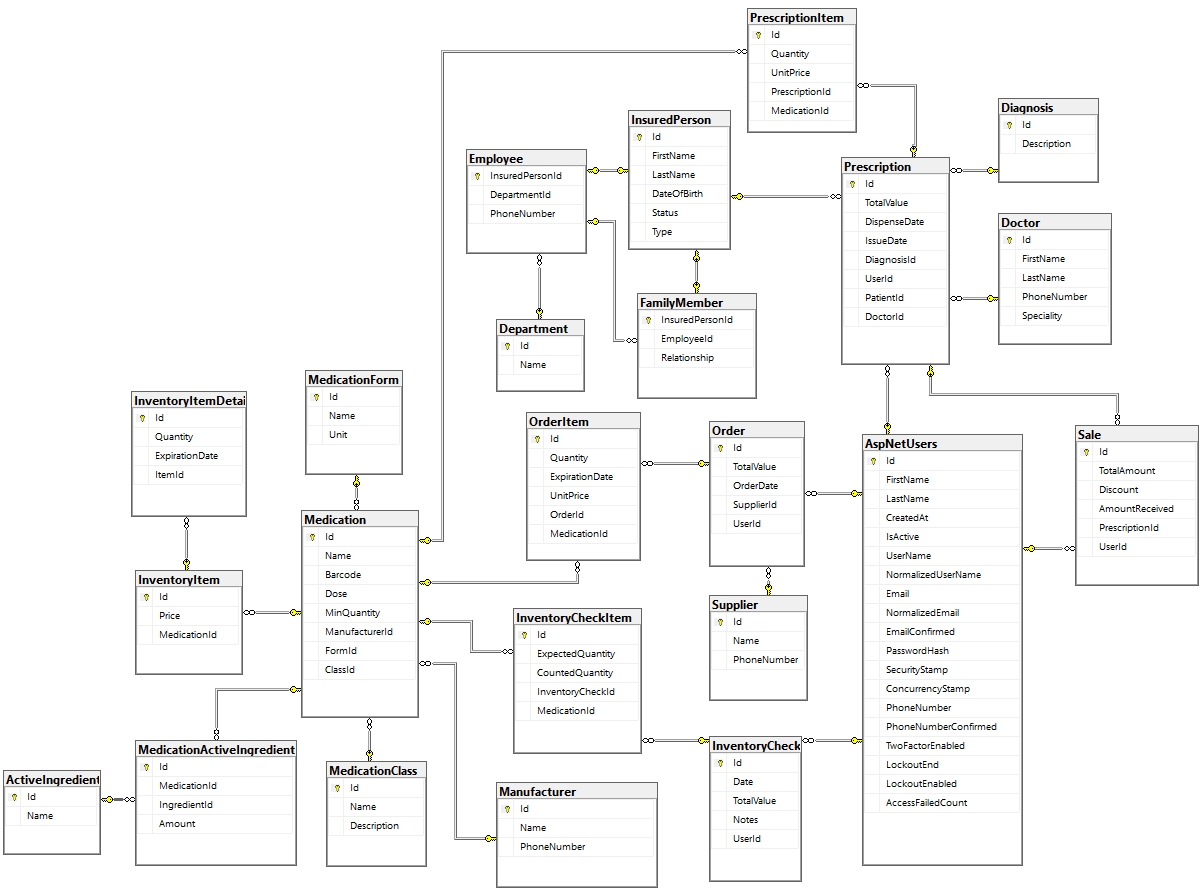 PrescriptionItem
Id
Quantity
UnitPrice
PrescriptionId
MedicationId
Diagnosis
Id
Description
InsuredPerson
Id
FirstName
LastName
DateOfBirth
Status
Type
Employee
InsuredPersonId
DepartmentId
PhoneNumber
Prescription
Id
TotalValue
DispenseDate
IssueDate
DiagnosisId
UserId
PatientId
DoctorId
Doctor
Id
FirstName
LastName
PhoneNumber
Speciality
FamilyMember
InsuredPersonId
EmployeeId
Relationship
Department
Id
Name
MedicationForm
Id
Name
Unit
InventoryItemDetai
Id
Quantity
ExpirationDate
ItemId
OrderItem
Id
Quantity
ExpirationDate
UnitPrice
OrderId
MedicationId
Order
Id
TotalValue
OrderDate
SupplierId
UserId
AspNetUsers
Id
FirstName
LastName
CreatedAt
IsActive
UserName
NormalizedUserName
Email
NormalizedEmail
EmailConfirmed
PasswordHash
SecurityStamp
ConcurrencyStamp
PhoneNumber
PhoneNumberConfirmed
TwoFactorEnabled
LockoutEnd
LockoutEnabled
AccessFailedCount
Sale
Id
TotalAmount
Discount
AmountReceived
PrescriptionId
UserId
Medication
Id
Name
Barcode
Dose
MinQuantity
ManufacturerId
FormId
ClassId
InventoryItem
Id
Price
MedicationId
InventoryCheckItem
Id
ExpectedQuantity
CountedQuantity
InventoryCheckId
MedicationId
Supplier
Id
Name
PhoneNumber
MedicationActiveIngredient
Id
MedicationId
IngredientId
Amount
ActiveIngredient
Id
Name
MedicationClass
Id
Name
Description
Manufacturer
Id
Name
PhoneNumber
InventoryCheck
Id
Date
TotalValue
Notes
UserId